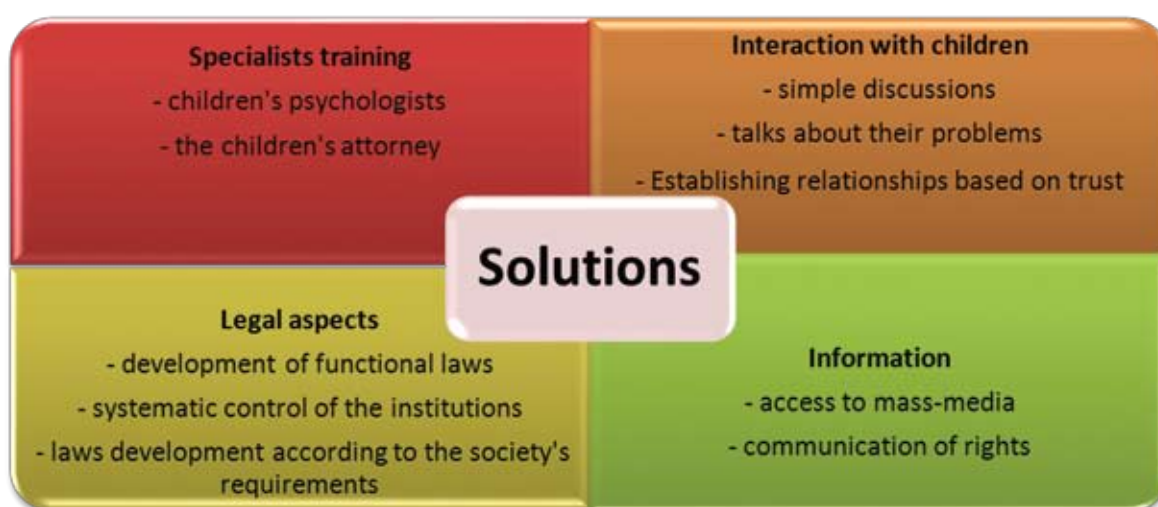 Specialists training
- children's psychologists
- the children's attorney
Interaction with children
- simple discussions
- talks about their problems
- Establishing relationships based on trust
Solutions
Legal aspects
- development of functional laws
- systematic control of the institutions
- laws development according to the society's
requirements
Information
- access to mass-media
- communication of rights